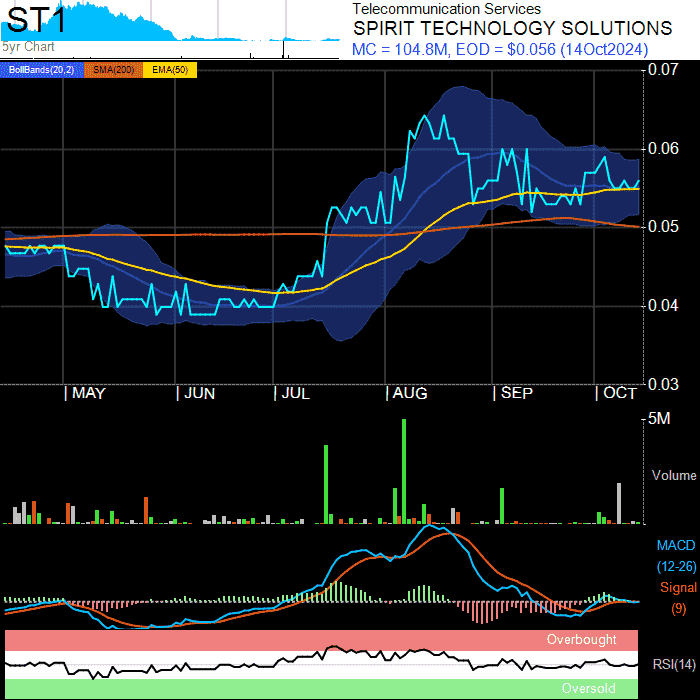 ST1
5yr Chart
Telecommunication Services
SPIRIT TECHNOLOGY SOLUTIONS
MC = 104.8M, EOD = $0.056 (14Oct2024)
BollBands(20,2) SMA(200) EMA(50)
0.07
0.06
0.05
0.04
0.03
MAY JUN JUL AUG SEP OCT
5M
Volume
MACD
(12-26)
Signal
(9)
Overbought
RSI(14)
Oversold